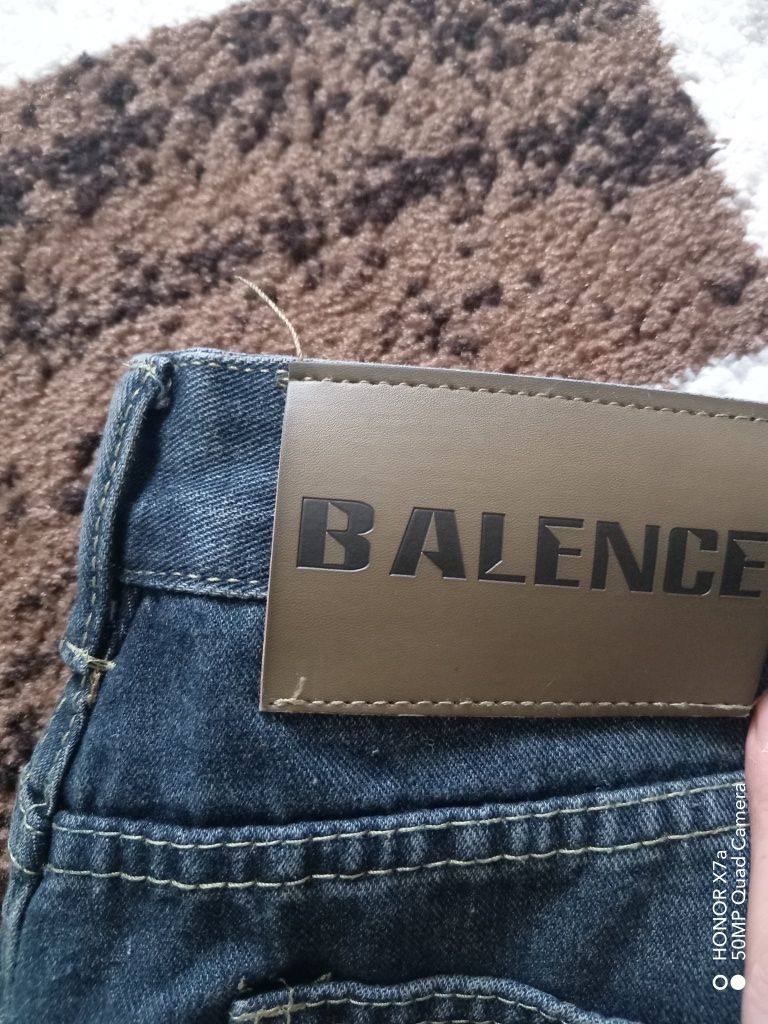 BALENCE
HONOR X7a
50MP Quad Camera